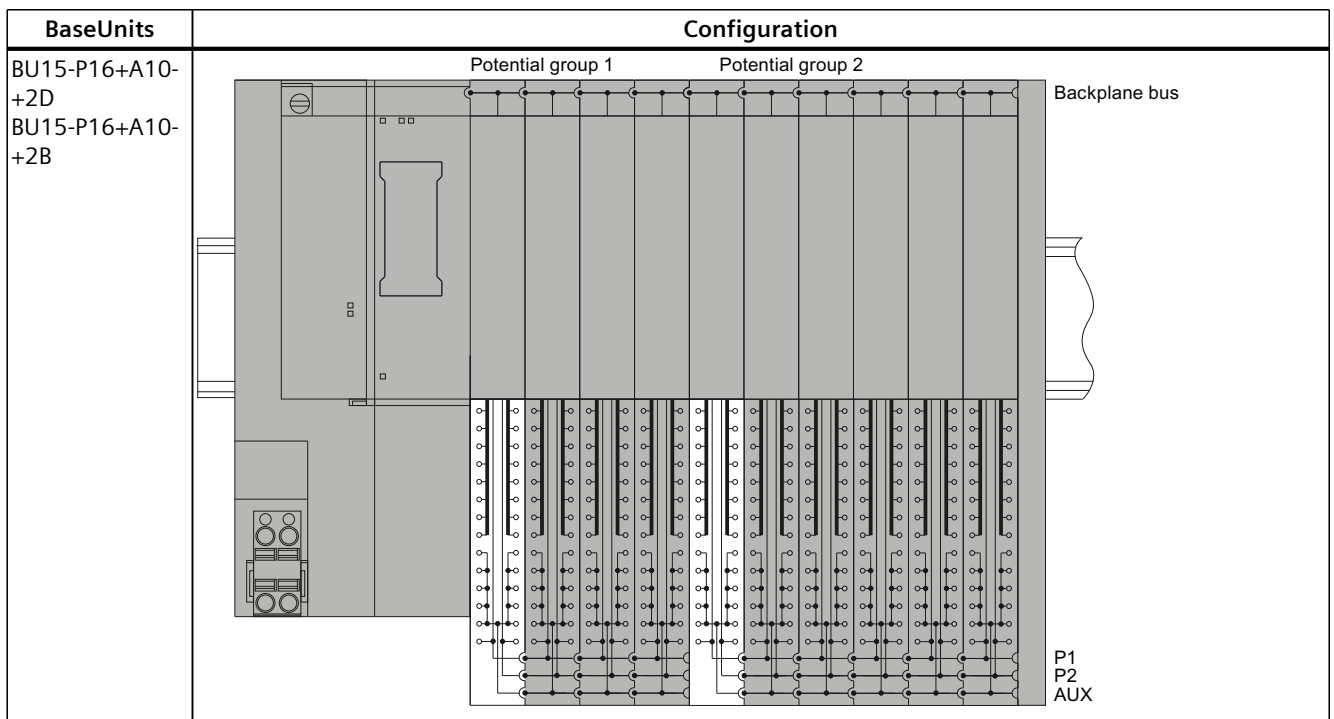 BaseUnits
Configuration
BU15-P16+A10-
+2D
BU15-P16+A10-
+2B
Potential group 1
Potential group 2
Backplane bus
P1
P2
AUX